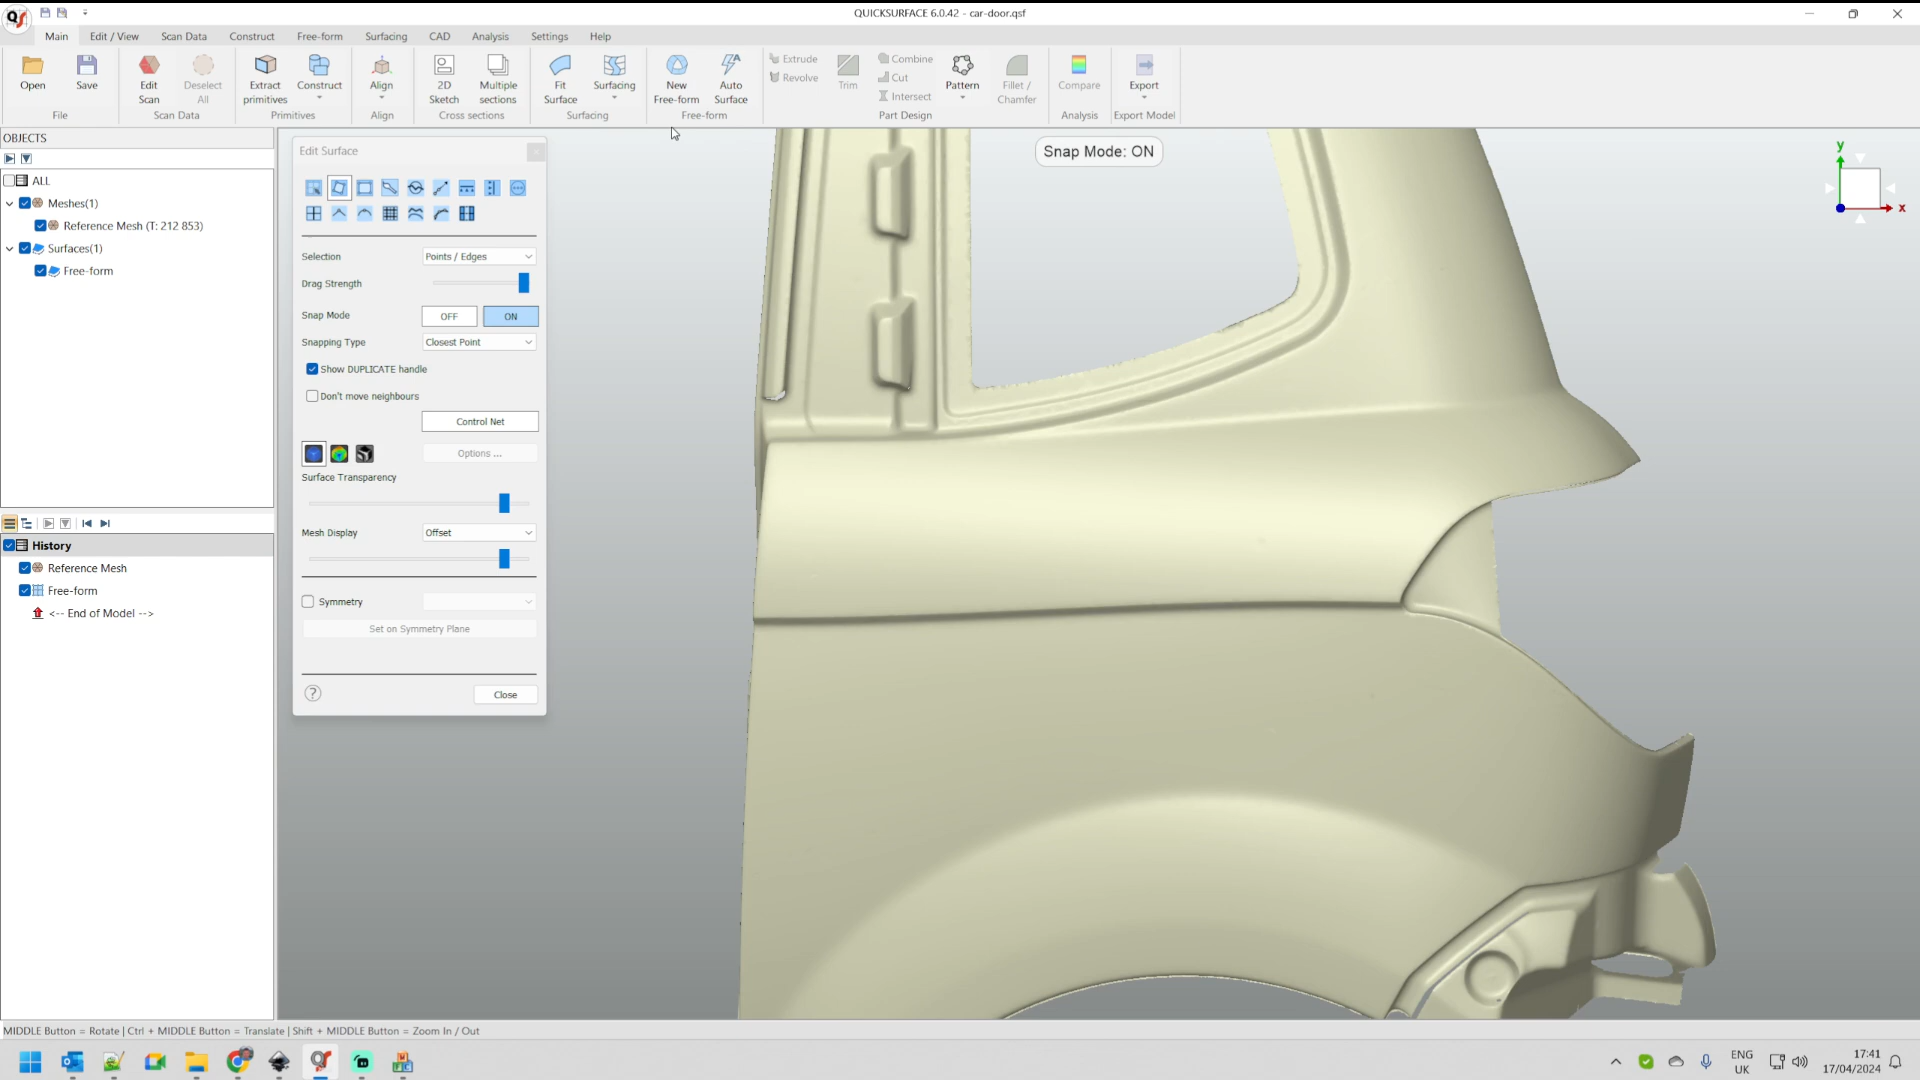 QUICKSURFACE 6.0.42 - car-door.qsf
Main
Edit / View
Scan Data
Construct
Free-form
Surfacing
CAD
Analysis
Settings
Help
Open
Save
Edit Scan
Deselect All
Extract primitives
Construct
Align
2D Sketch
Multiple sections
Fit Surface
Surfacing
New Free-form
Auto Surface
Extrude
Revolve
Trim
Combine
Cut
Intersect
Pattern
Fillet / Chamfer
Compare
Export
File
Scan Data
Primitives
Align
Cross sections
Surfacing
Free-form
Part Design
Analysis
Export Model
OBJECTS
ALL
Meshes(1)
Reference Mesh (T: 212 853)
Surfaces(1)
Free-form
History
Reference Mesh
Free-form
<-- End of Model -->
Edit Surface
Selection
Points / Edges
Drag Strength
Snap Mode
OFF
ON
Snapping Type
Closest Point
Show DUPLICATE handle
Don't move neighbours
Control Net
Options ...
Surface Transparency
Mesh Display
Offset
Symmetry
Set on Symmetry Plane
?
Close
Snap Mode: ON
y
x
MIDDLE Button = Rotate | Ctrl + MIDDLE Button = Translate | Shift + MIDDLE Button = Zoom In / Out
ENG
UK
17:41
17/04/2024